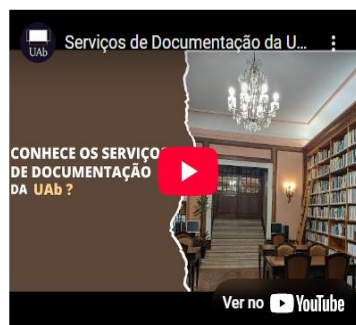 UAb
Serviços de Documentação da U...
CONHECE OS SERVIÇOS
DE DOCUMENTAÇÃO
DA UAb ?
Ver no YouTube